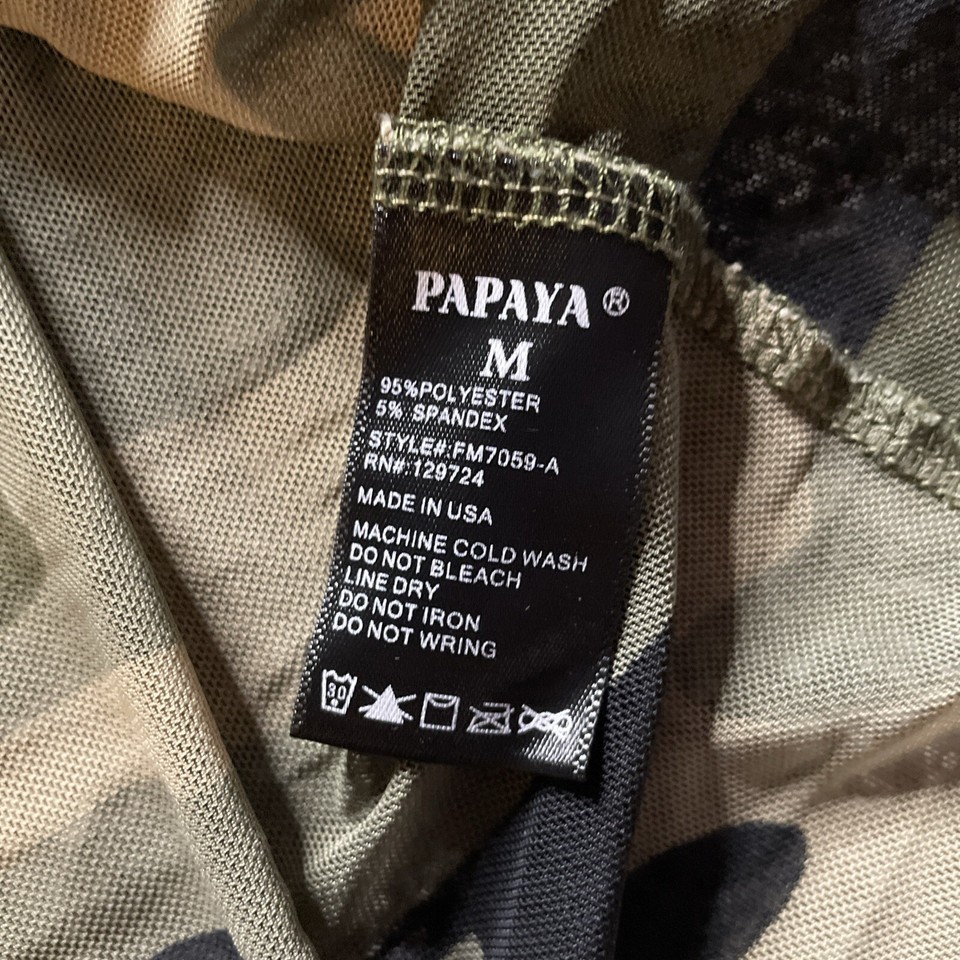 PAPAYA®
M
95%POLYESTER
5% SPANDEX
STYLE#:FM7059-A
RN#:129724
MADE IN USA
MACHINE COLD WASH
DO NOT BLEACH
LINE DRY
DO NOT IRON
DO NOT WRING
30